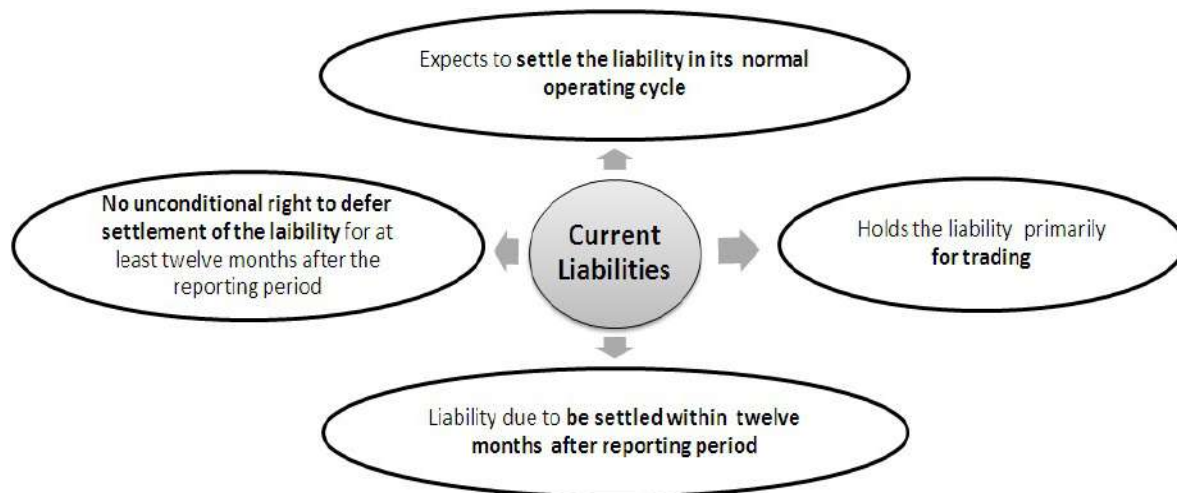 Expects to settle the liability in its normal
operating cycle
No unconditional right to defer
settlement of the laibility for at
least twelve months after the
reporting period
Current
Liabilities
Holds the liability primarily
for trading
Liability due to be settled within twelve
months after reporting period